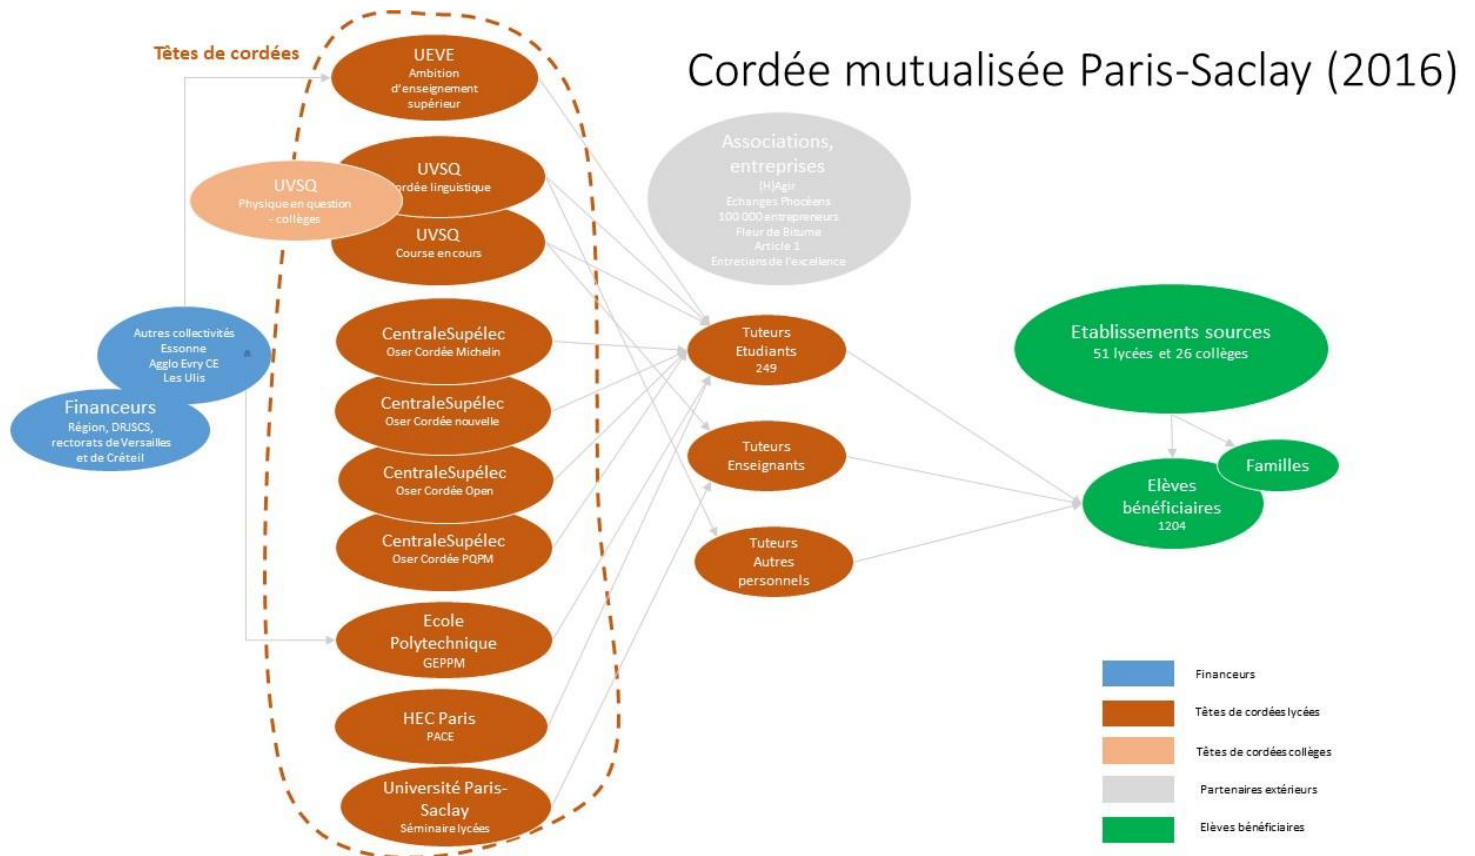 Cordée mutualisée Paris-Saclay (2016)
Têtes de cordées
UEVE
Ambition
d'enseignement
supérieur
UVSQ
ordée linguistique
UVSQ
Physique en question
- collèges
UVSQ
Course en cours
CentraleSupélec
Oser Cordée Michelin
CentraleSupélec
Oser Cordée nouvelle
CentraleSupélec
Oser Cordée Open
CentraleSupélec
Oser Cordée PQPM
Ecole
Polytechnique
GEPPM
HEC Paris
PACE
Université Paris-
Saclay
Séminaire lycées
Autres collectivités
Essonne
Agglo Evry CE
Les Ulis
Financeurs
Région, DRJSCS,
rectorats de Versailles
et de Créteil
Associations,
entreprises
(H)Agir
Echanges Phocéens
100 000 entrepreneurs
Fleur de Bitume
Article 1
Entretiens de l'excellence
Tuteurs
Etudiants
249
Tuteurs
Enseignants
Tuteurs
Autres
personnels
Etablissements sources
51 lycées et 26 collèges
Elèves
bénéficiaires
1204
Familles
Financeurs
Têtes de cordées lycées
Têtes de cordées collèges
Partenaires extérieurs
Elèves bénéficiaires